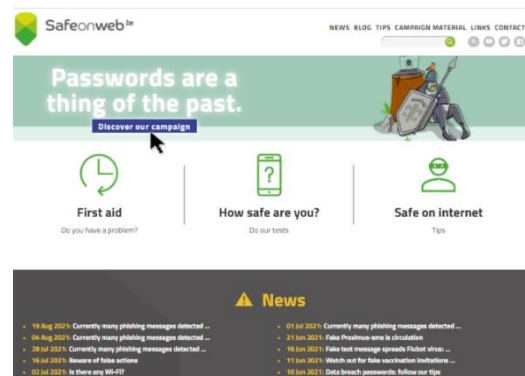 Safeonweb.be
NEWS BLOG TIPS CAMPAIGN MATERIAL LINKS CONTACT
Passwords are a
thing of the past.
Discover our campaign
?
First aid
Do you have a problem?
How safe are you?
Do our tests
Safe on internet
Tips
News
19 Aug 2021: Currently many phishing messages detected ...
04 Aug 2021: Currently many phishing messages detected ...
28 Jul 2021: Currently many phishing messages detected ...
16 Jul 2021: Beware of false actions
02 Jul 2021: Is there any Wi-Fi?
01 Jul 2021: Currently many phishing messages detected ...
21 Jun 2021: Fake Proximus-sms is circulation
16 Jun 2021: Fake text message spreads Flubot virus: ...
11 Jun 2021: Watch out for fake vaccination invitations ...
10 Jun 2021: Data breach passwords: follow our tips